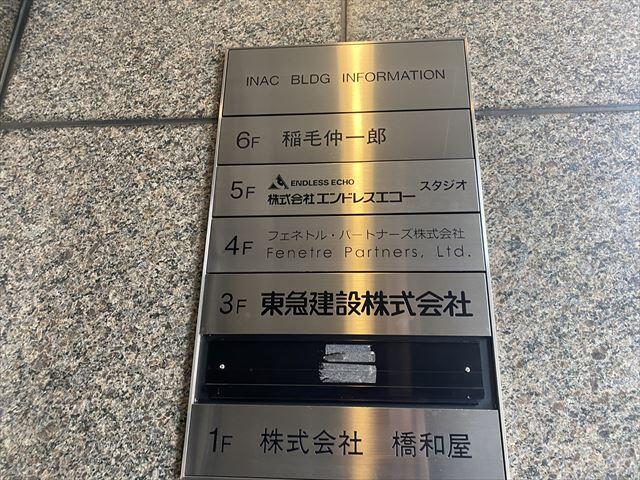 INAC BLDG INFORMATION
6F 稲毛仲一郎
5F ENDLESS ECHO
株式会社エンドレスエコー スタジオ
4F フェネトル・パートナーズ株式会社
Fenetre Partners, Ltd.
3F 東急建設株式会社
1F 株式会社 橋和屋